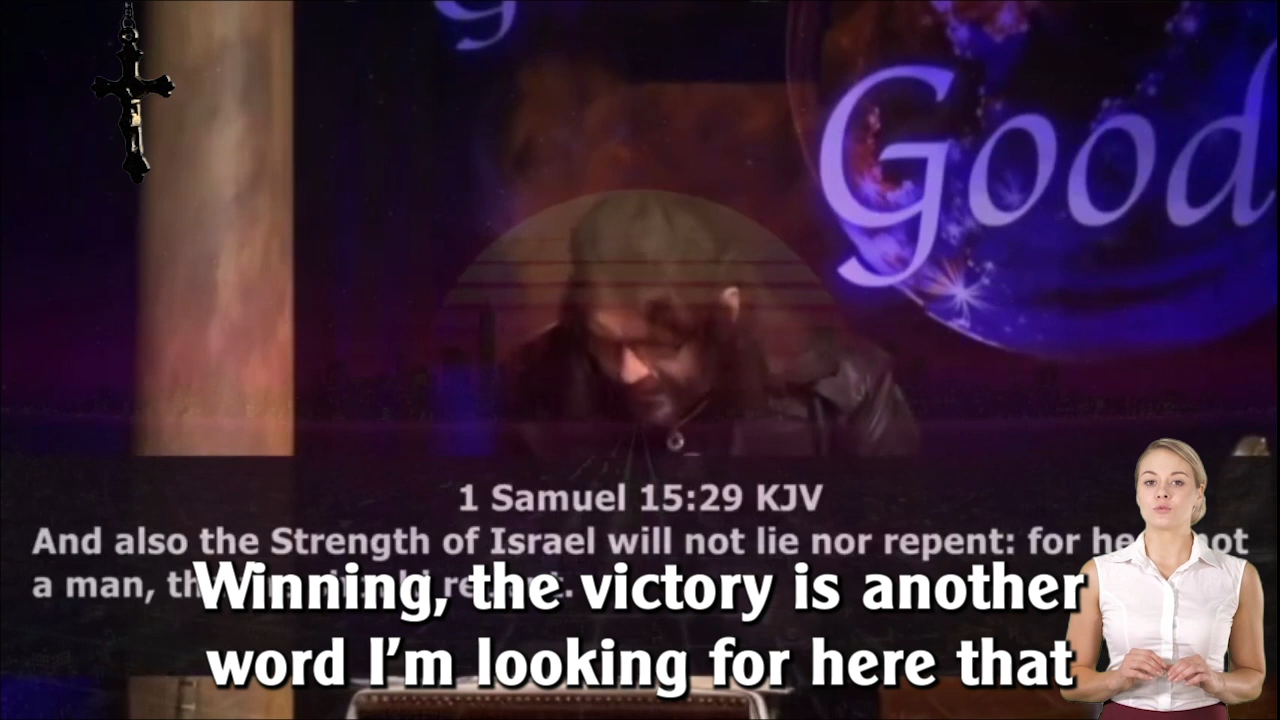 G
Good
1 Samuel 15:29 KJV
And also the Strength of Israel will not lie nor repent: for he not
a man,
Winning, the victory is another
word I'm looking for here that